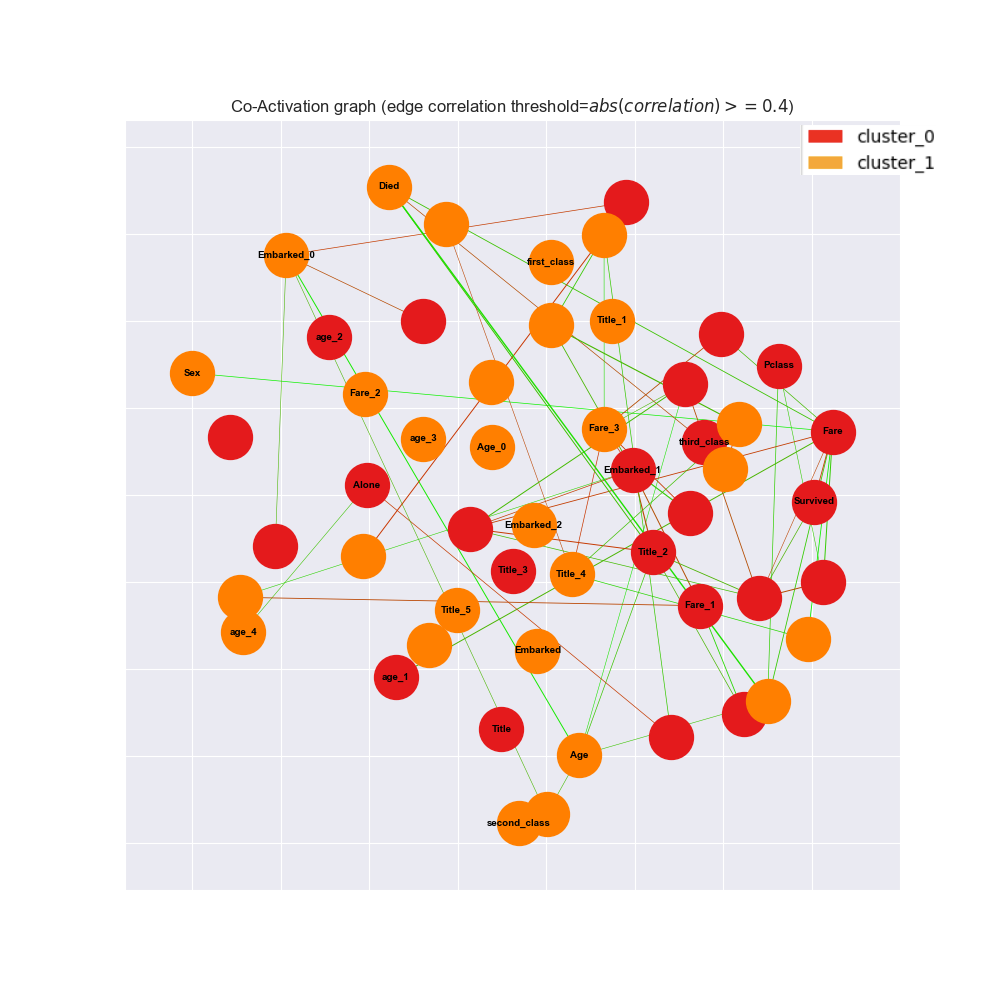 Co-Activation graph (edge correlation threshold=abs(correlation) >= 0.4)
cluster_0
cluster_1
Died
Embarked_0
first_class
Title_1
age_2
Pclass
Sex
Fare_2
Fare_3
Fare
age_3
Age_0
third_class
Embarked_1
Alone
Survived
Embarked_2
Title_2
Title_3
Title_4
Fare_1
Title_5
age_4
Embarked
age_1
Title
Age
second_class